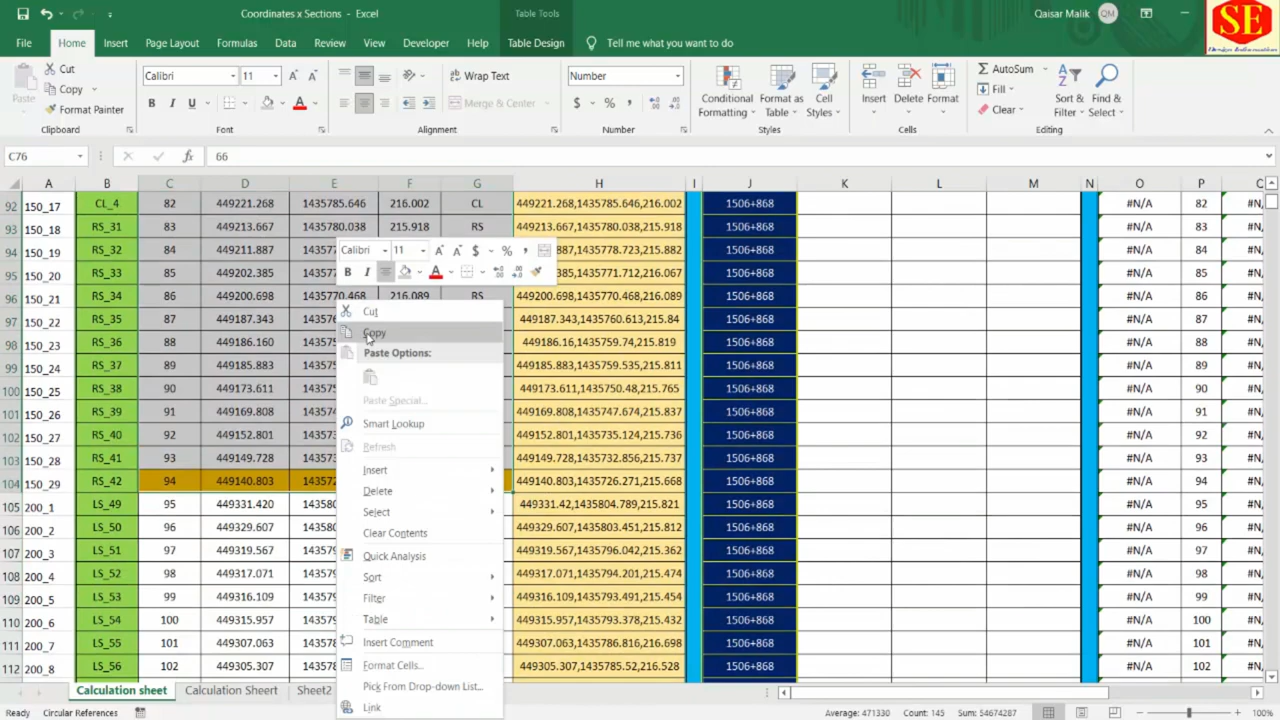 Coordinates x Sections - Excel
Table Tools
Qaisar Malik QM
SE
File Home Insert Page Layout Formulas Data Review View Developer Help Table Design Tell me what you want to do
Paste Cut Copy Format Painter
Calibri 11
B I U A
Wrap Text
Merge & Center
Number
$ % ,
Conditional Formatting Format as Table Cell Styles
Insert Delete Format
AutoSum Fill Clear
Sort & Filter Find & Select
Clipboard Font Alignment Number Styles Cells Editing
C76 fx 66
A B C D E F G H I J K L M N O P
92 150_17 CL_4 82 449221.268 1435785.646 216.002 CL 449221.268,1435785.646,216.002 1506+868 #N/A 82
93 150_18 RS_31 83 449213.667 1435780.038 215.918 RS 449213.667,1435780.038,215.918 1506+868 #N/A 83
94 RS_32 84 449211.887 887,1435778.723,215.882 1506+868 #N/A 84
95 150_20 RS_33 85 449202.385 385,1435771.712,216.067 1506+868 #N/A 85
96 150_21 RS_34 86 449200.698 1435770.468 216.089 RS 449200.698,1435770.468,216.089 1506+868 #N/A 86
97 150_22 RS_35 87 449187.343 449187.343,1435760.613,215.84 1506+868 #N/A 87
98 150_23 RS_36 88 449186.160 449186.16,1435759.74,215.819 1506+868 #N/A 88
99 150_24 RS_37 89 449185.883 449185.883,1435759.535,215.811 1506+868 #N/A 89
100 150_25 RS_38 90 449173.611 449173.611,1435750.48,215.765 1506+868 #N/A 90
101 150_26 RS_39 91 449169.808 449169.808,1435747.674,215.837 1506+868 #N/A 91
102 150_27 RS_40 92 449152.801 449152.801,1435735.124,215.736 1506+868 #N/A 92
103 150_28 RS_41 93 449149.728 449149.728,1435732.856,215.737 1506+868 #N/A 93
104 150_29 RS_42 94 449140.803 449140.803,1435726.271,215.668 1506+868 #N/A 94
105 200_1 LS_49 95 449331.420 449331.42,1435804.789,215.821 1506+868 #N/A 95
106 200_2 LS_50 96 449329.607 449329.607,1435803.451,215.812 1506+868 #N/A 96
107 200_3 LS_51 97 449319.567 449319.567,1435796.042,215.362 1506+868 #N/A 97
108 200_4 LS_52 98 449317.071 449317.071,1435794.201,215.474 1506+868 #N/A 98
109 200_5 LS_53 99 449316.109 449316.109,1435793.491,215.454 1506+868 #N/A 99
110 200_6 LS_54 100 449315.957 449315.957,1435793.378,215.432 1506+868 #N/A 100
111 200_7 LS_55 101 449307.063 449307.063,1435786.816,216.698 1506+868 #N/A 101
112 200_8 LS_56 102 449305.307 449305.307,1435785.52,216.528 1506+868 #N/A 102
Calibri 11 A A $ % ,
B I A
Cut
Copy
Paste Options:
Paste Special...
Smart Lookup
Refresh
Insert
Delete
Select
Clear Contents
Quick Analysis
Sort
Filter
Table
Insert Comment
Format Cells...
Pick From Drop-down List...
Link
Calculation sheet Calculation Sheert Sheet2
Ready Circular References Average: 471330 Count: 145 Sum: 54674287 100%